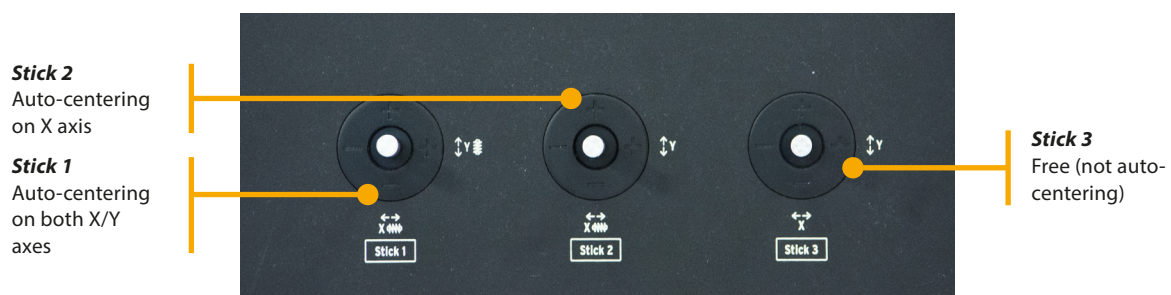 Stick 2
Auto-centering
on X axis
Stick 1
Auto-centering
on both X/Y
axes
Stick 3
Free (not auto-
centering)
Y
Y
Y
X
X
X
Stick 1
Stick 2
Stick 3